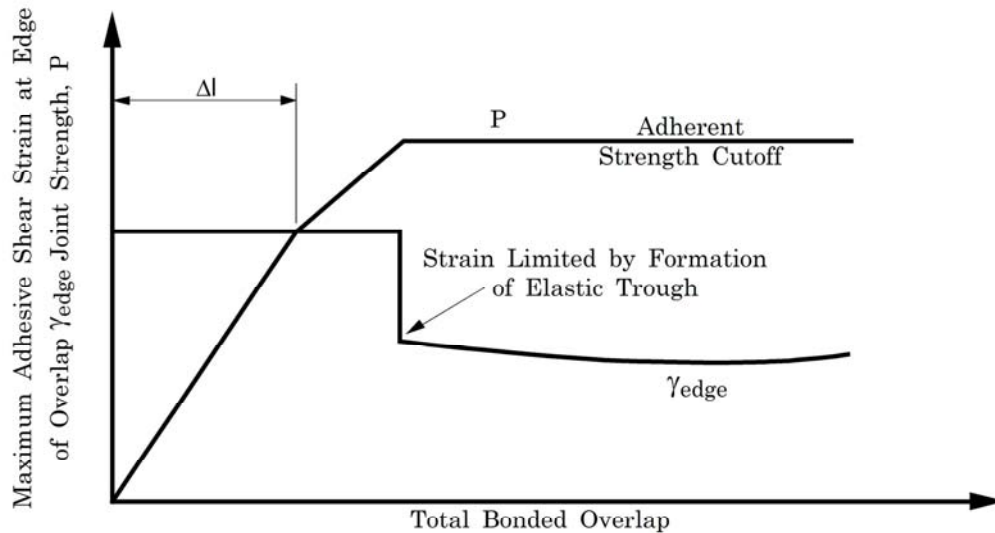 Maximum Adhesive Shear Strain at Edge
of Overlap γedge Joint Strength, P
Δl
P
Adherent
Strength Cutoff
Strain Limited by Formation
of Elastic Trough
γedge
Total Bonded Overlap